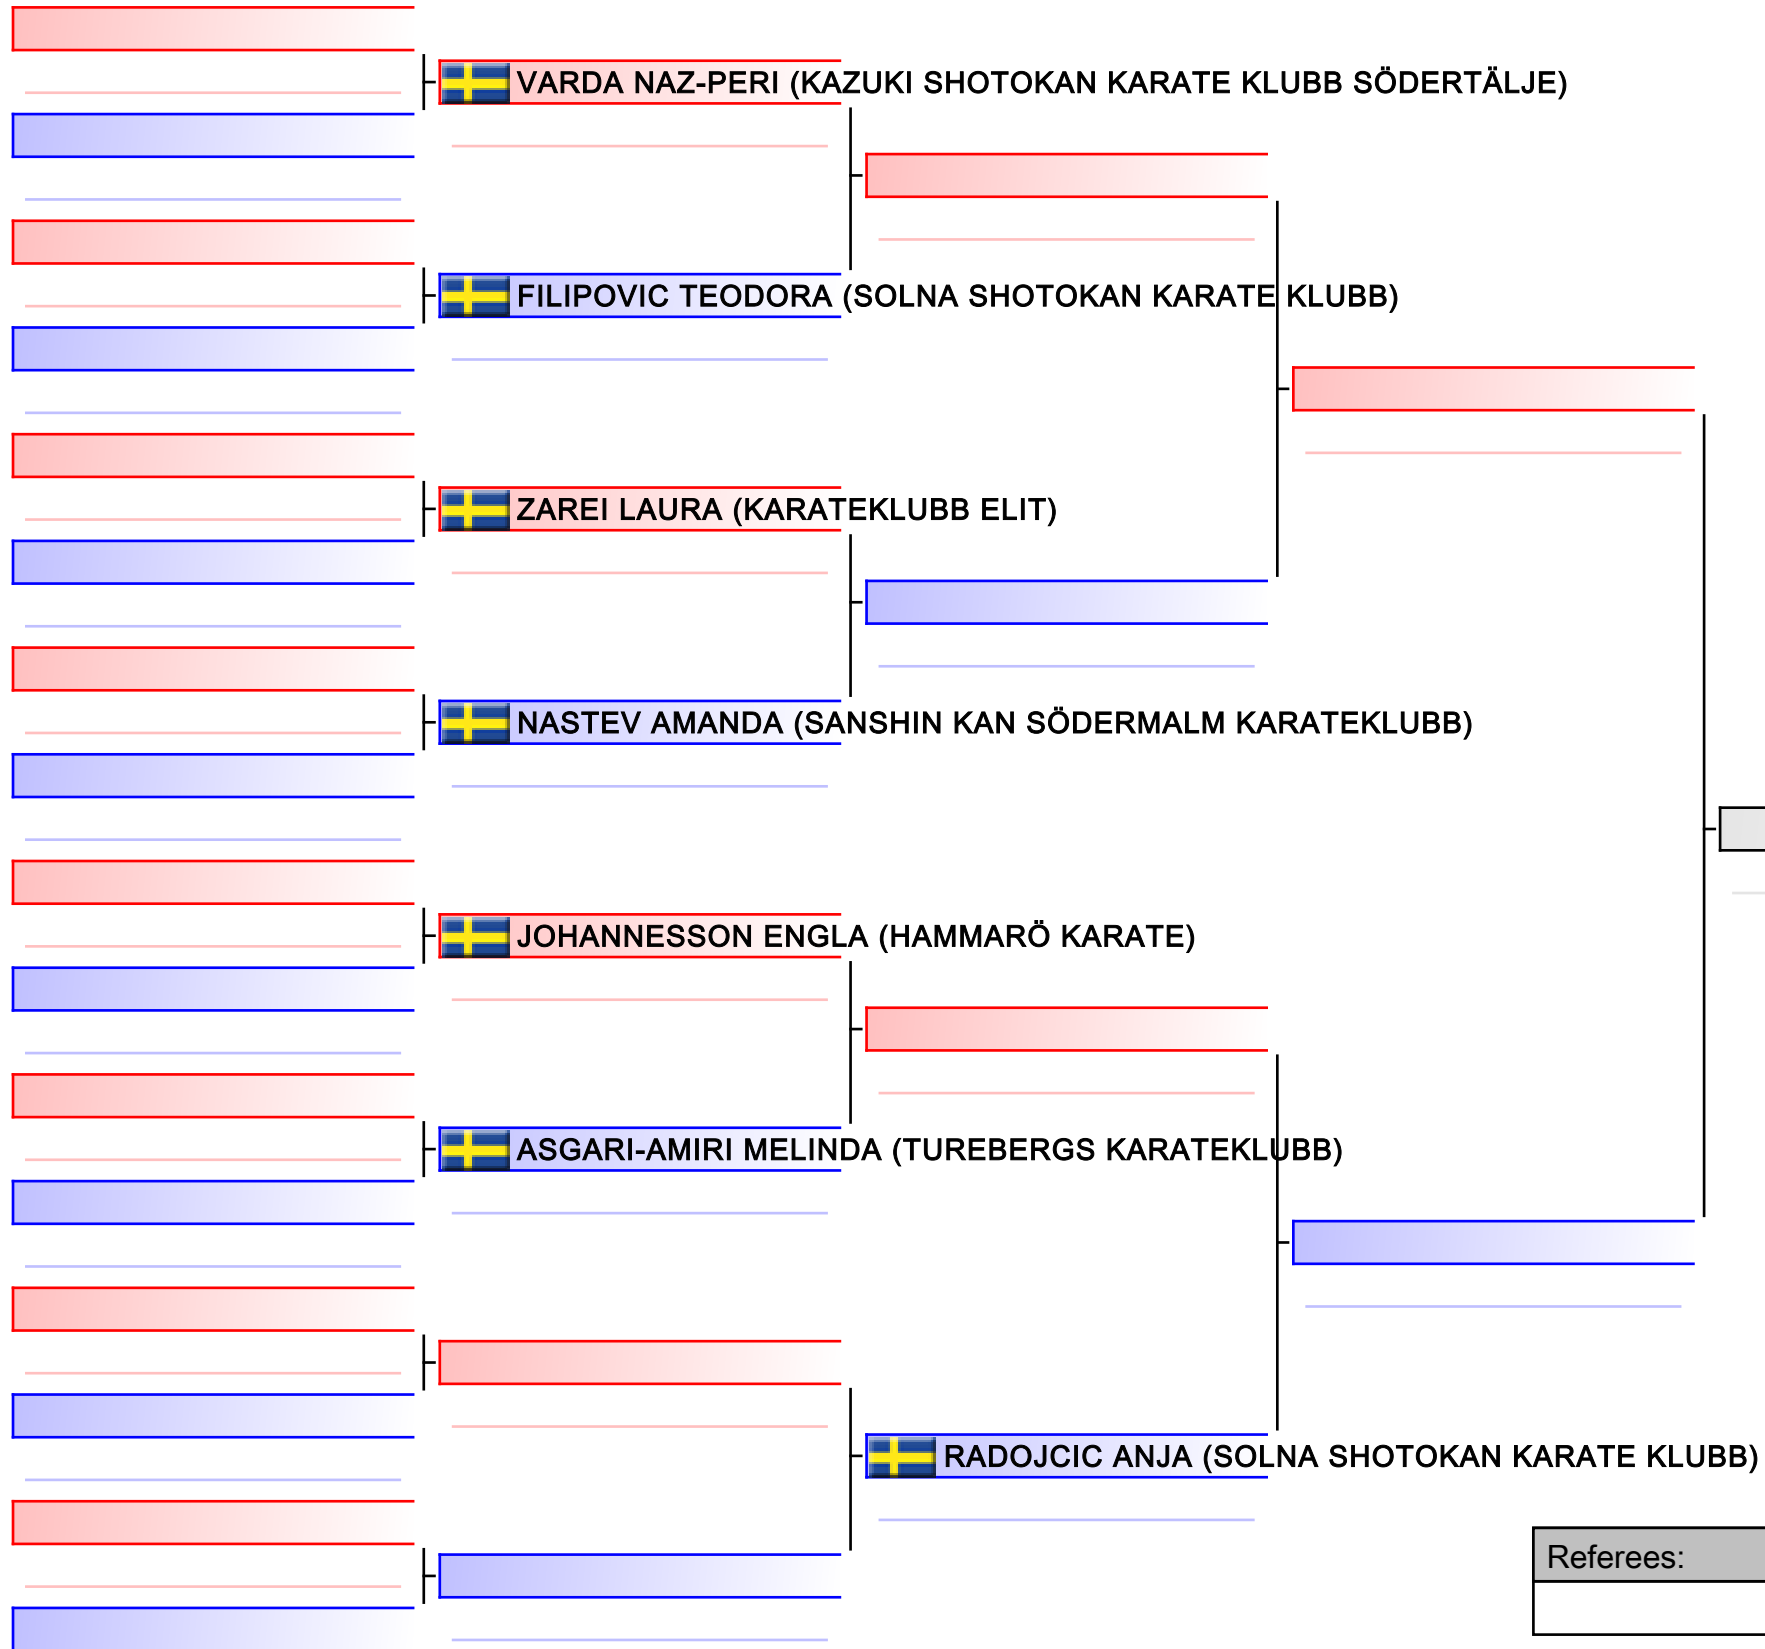 VARDA NAZ-PERI (KAZUKI SHOTOKAN KARATE KLUBB SÖDERTÄLJE)
FILIPOVIC TEODORA (SOLNA SHOTOKAN KARATE KLUBB)
ZAREI LAURA (KARATEKLUBB ELIT)
NASTEV AMANDA (SANSHIN KAN SÖDERMALM KARATEKLUBB)
JOHANNESSON ENGLA (HAMMARÖ KARATE)
ASGARI-AMIRI MELINDA (TUREBERGS KARATEKLUBB)
RADOJCIC ANJA (SOLNA SHOTOKAN KARATE KLUBB)
Referees: